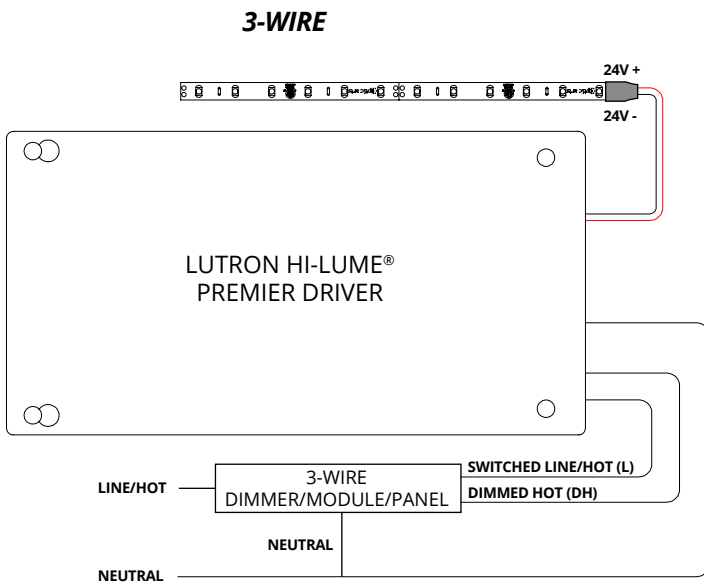 3-WIRE
24V +
24V -
LUTRON HI-LUME®
PREMIER DRIVER
LINE/HOT
3-WIRE
DIMMER/MODULE/PANEL
SWITCHED LINE/HOT (L)
DIMMED HOT (DH)
NEUTRAL
NEUTRAL